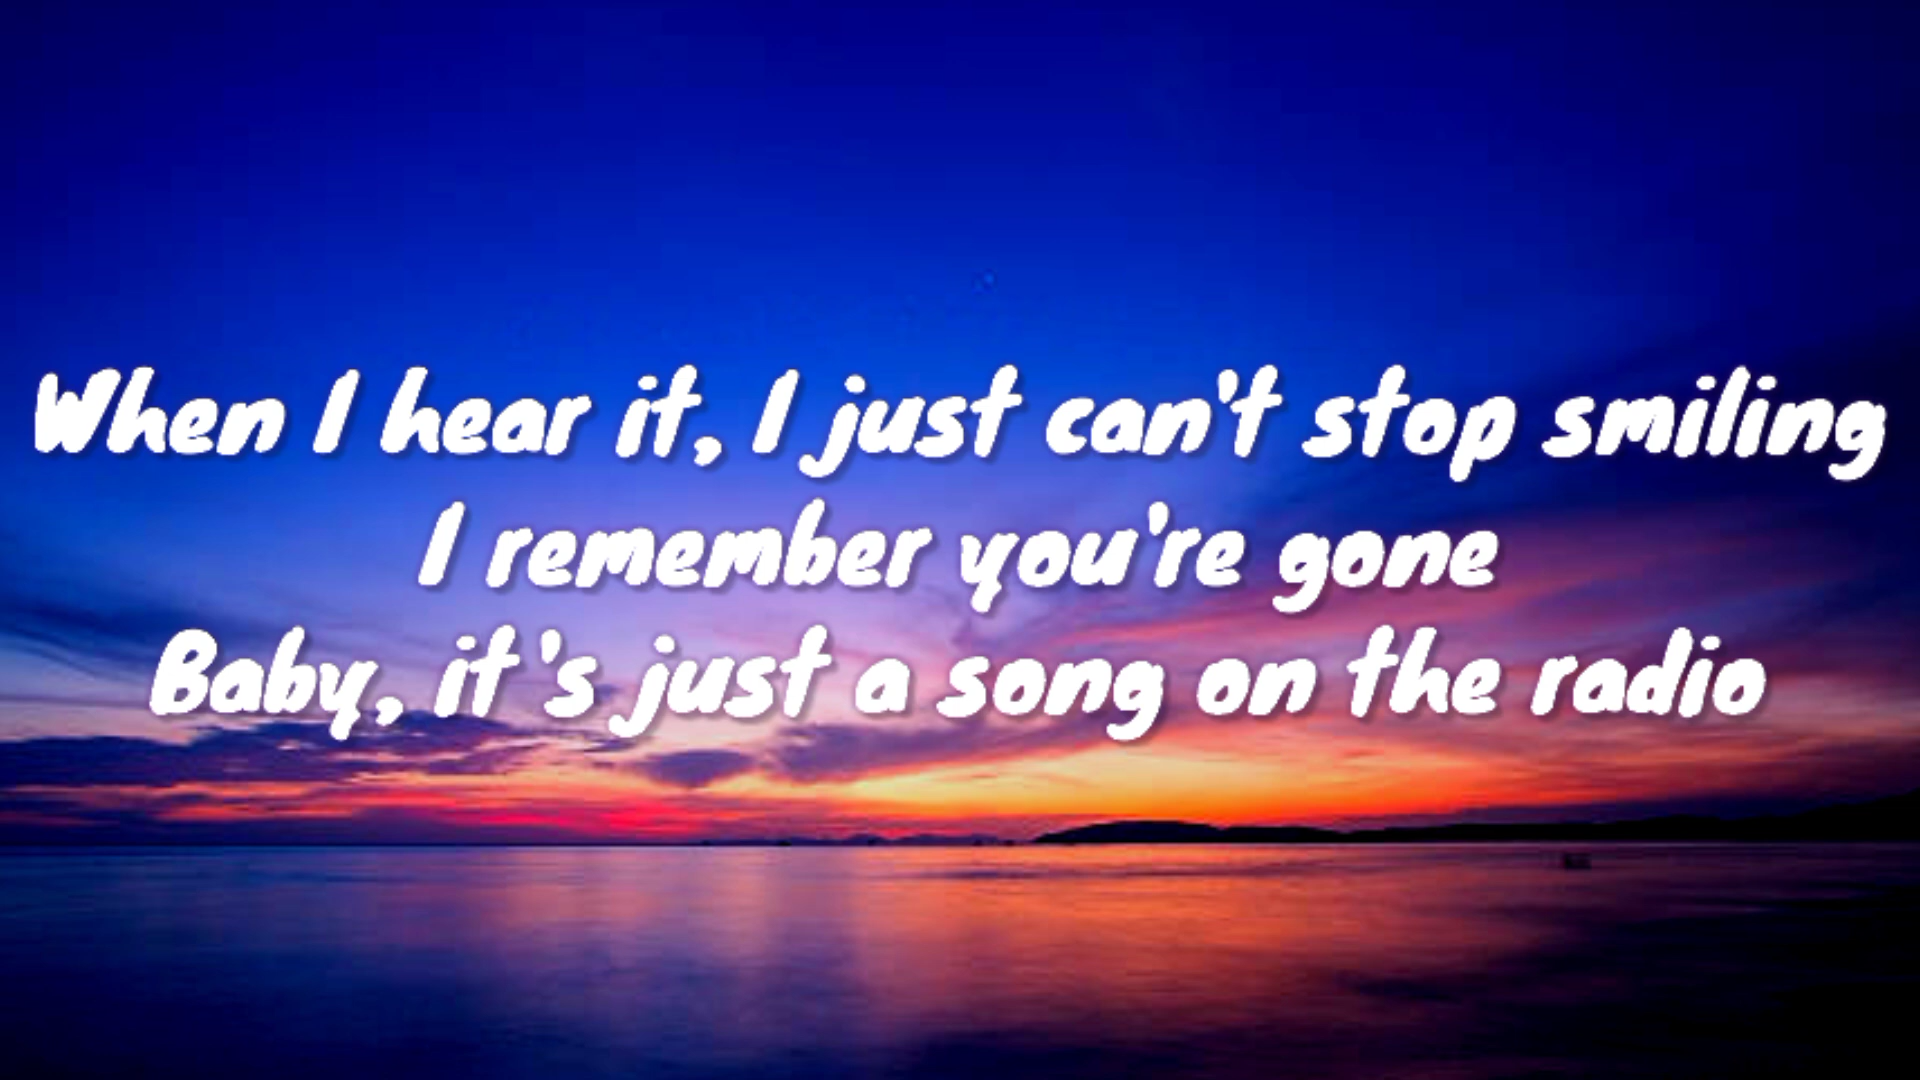 When I hear it, I just can't stop smiling
I remember you're gone
Baby, it's just a song on the radio